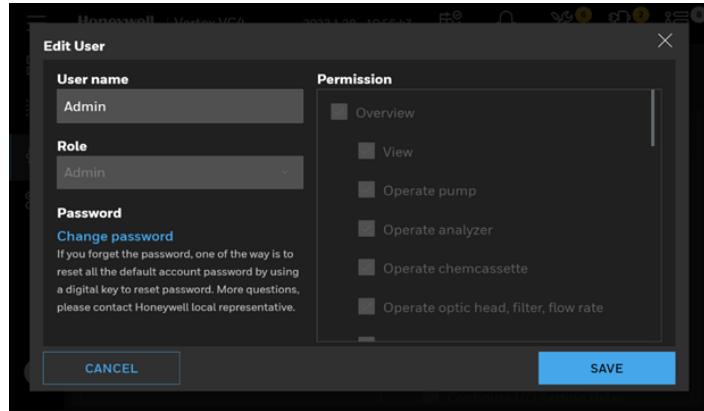 Honeywell | Vertex VC4
Edit User
User name
Admin
Role
Admin
Password
Change password
If you forget the password, one of the way is to
reset all the default account password by using
a digital key to reset password. More questions,
please contact Honeywell local representative.
Permission
Overview
View
Operate pump
Operate analyzer
Operate chemcassette
Operate optic head, filter, flow rate
CANCEL
SAVE